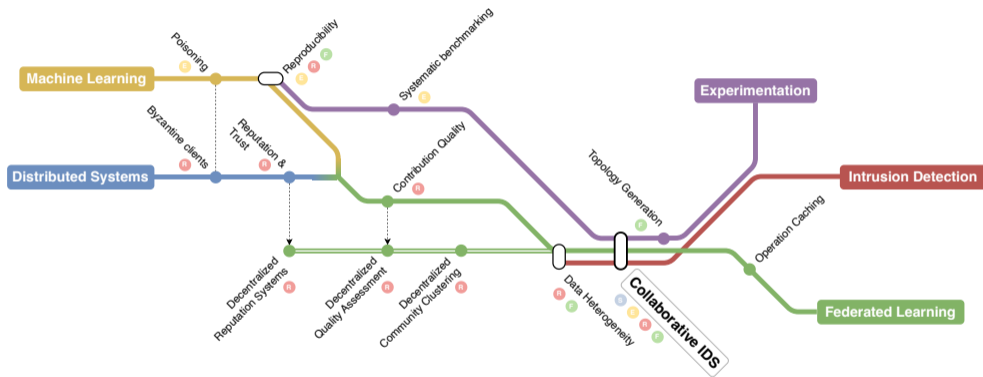 Machine Learning
Poisoning
E
Reproducibility
E
R
F
Systematic benchmarking
E
Experimentation
Distributed Systems
Byzantine clients
R
Reputation &
Trust
R
Contribution Quality
R
Topology Generation
F
Intrusion Detection
Decentralized
Reputation Systems
R
Decentralized
Quality Assessment
R
Decentralized
Community Clustering
R
Data Heterogeneity
R
F
Collaborative IDS
S
E
R
F
Operation Caching
Federated Learning